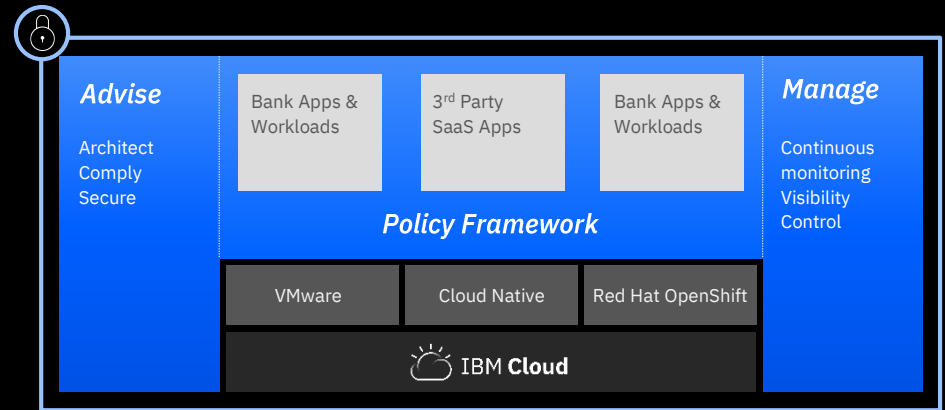 Advise
Architect
Comply
Secure
Bank Apps &
Workloads
3rd Party
SaaS Apps
Bank Apps &
Workloads
Policy Framework
Manage
Continuous
monitoring
Visibility
Control
VMware
Cloud Native
Red Hat OpenShift
IBM Cloud